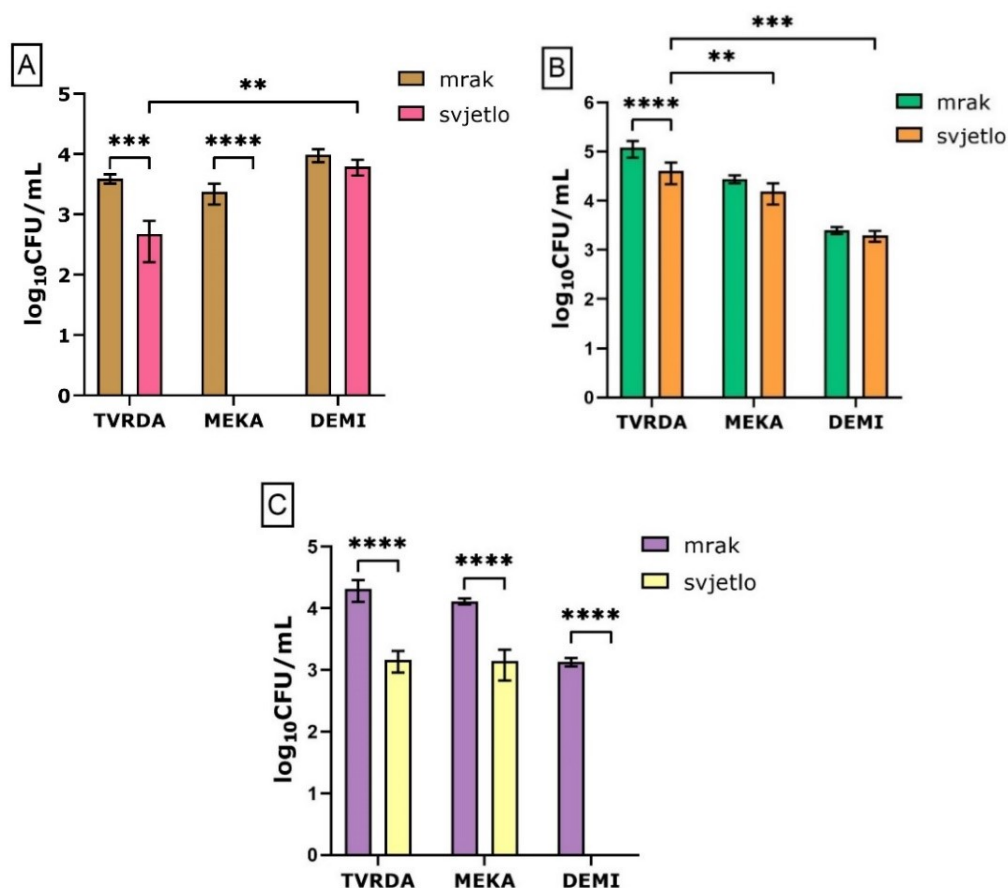 A
mrak
svjetlo
**
***
****
5
4
3
2
1
0
log₁₀CFU/mL
TVRDA
MEKA
DEMI
B
mrak
svjetlo
***
**
****
6
5
4
3
2
1
0
log₁₀CFU/mL
TVRDA
MEKA
DEMI
C
mrak
svjetlo
****
****
****
5
4
3
2
1
0
log₁₀CFU/mL
TVRDA
MEKA
DEMI